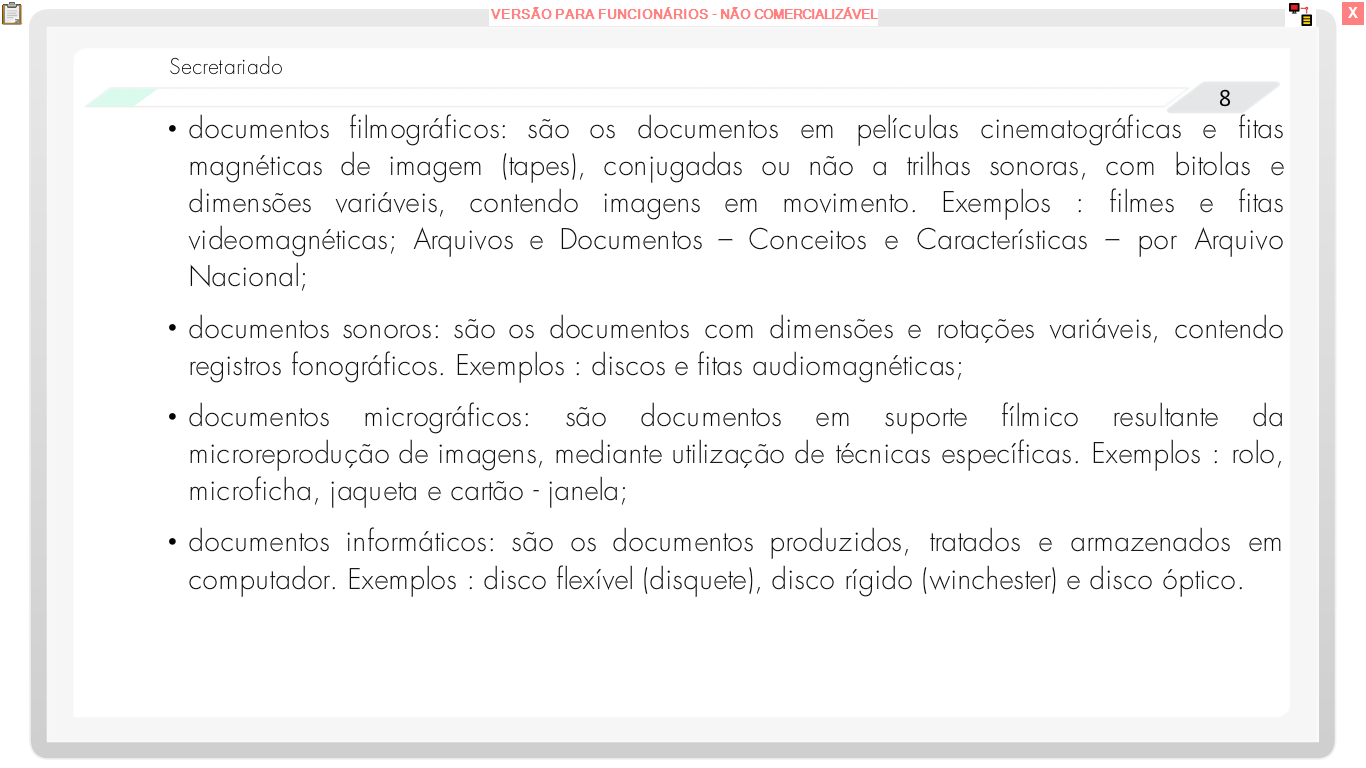 VERSÃO PARA FUNCIONÁRIOS - NÃO COMERCIALIZÁVEL
X
Secretariado
8
• documentos filmográficos: são os documentos em películas cinematográficas e fitas
magnéticas de imagem (tapes), conjugadas ou não a trilhas sonoras, com bitolas e
dimensões variáveis, contendo imagens em movimento. Exemplos : filmes e fitas
videomagnéticas; Arquivos e Documentos – Conceitos e Características – por Arquivo
Nacional;
• documentos sonoros: são os documentos com dimensões e rotações variáveis, contendo
registros fonográficos. Exemplos : discos e fitas audiomagnéticas;
• documentos micrográficos: são documentos em suporte fílmico resultante da
microreprodução de imagens, mediante utilização de técnicas específicas. Exemplos : rolo,
microficha, jaqueta e cartão - janela;
• documentos informáticos: são os documentos produzidos, tratados e armazenados em
computador. Exemplos : disco flexível (disquete), disco rígido (winchester) e disco óptico.